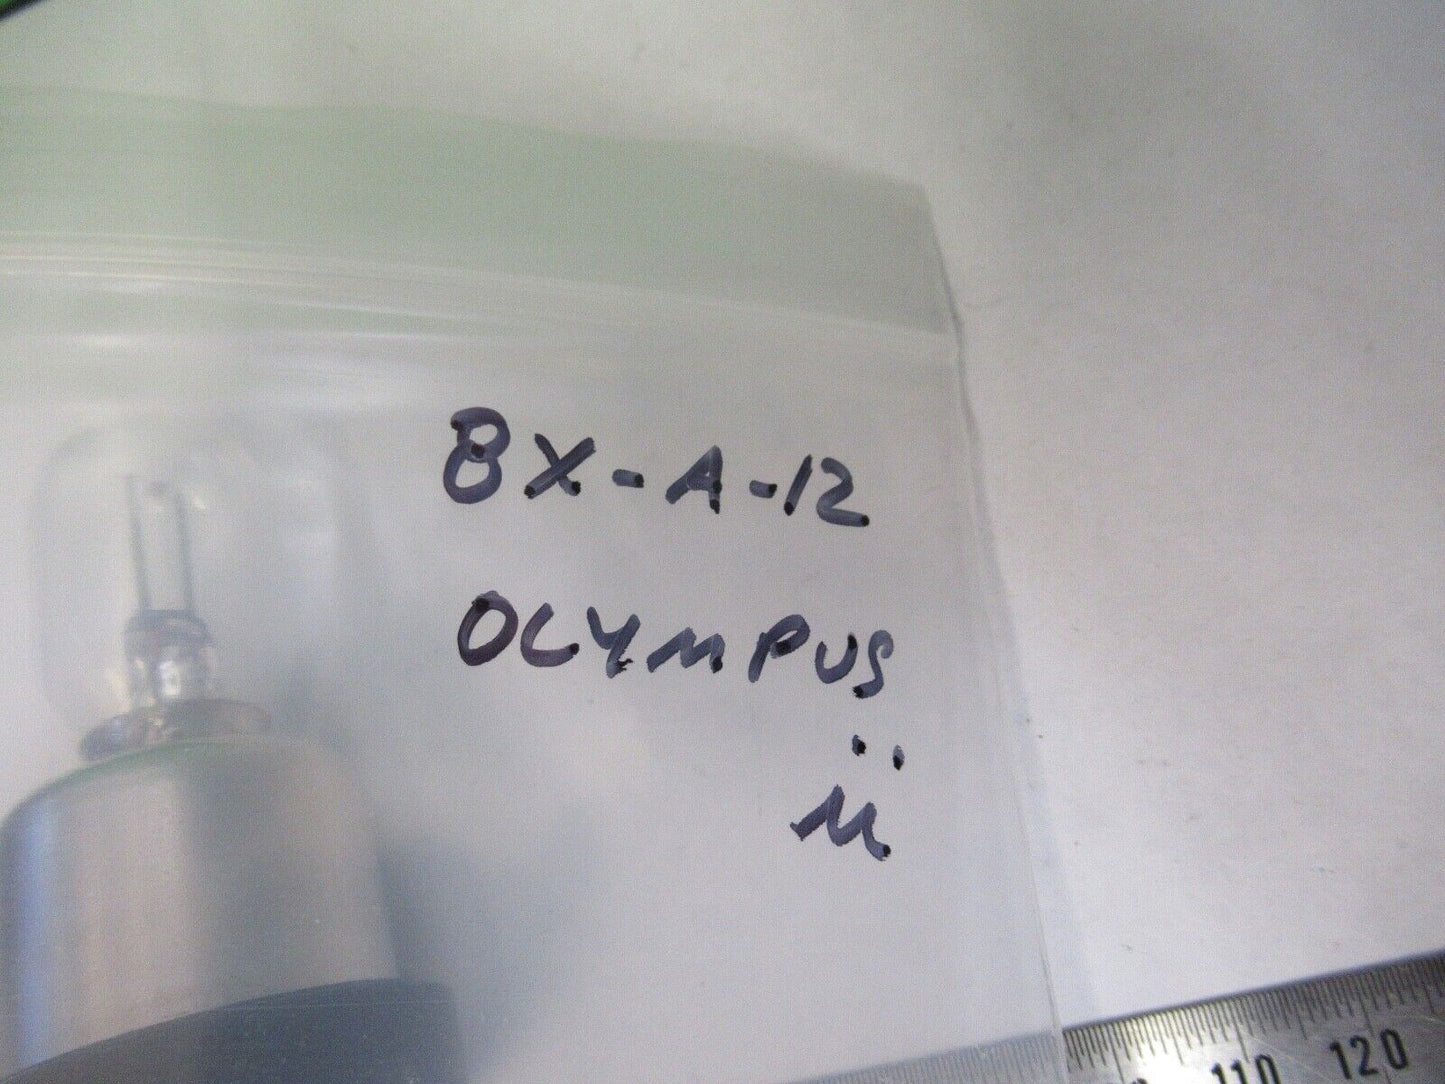 8X-A-12
OLYMPUS
ü
110 120